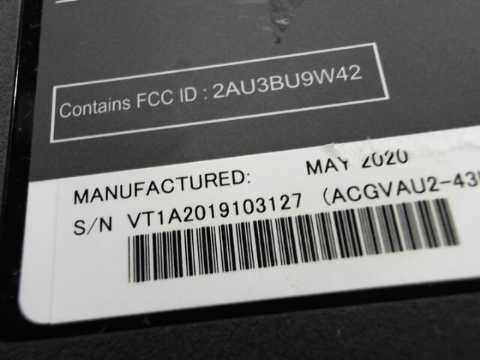 Contains FCC ID : 2AU3BU9W42
MANUFACTURED: MAY 2020
S/N VT1A2019103127 (ACGVAU2-43